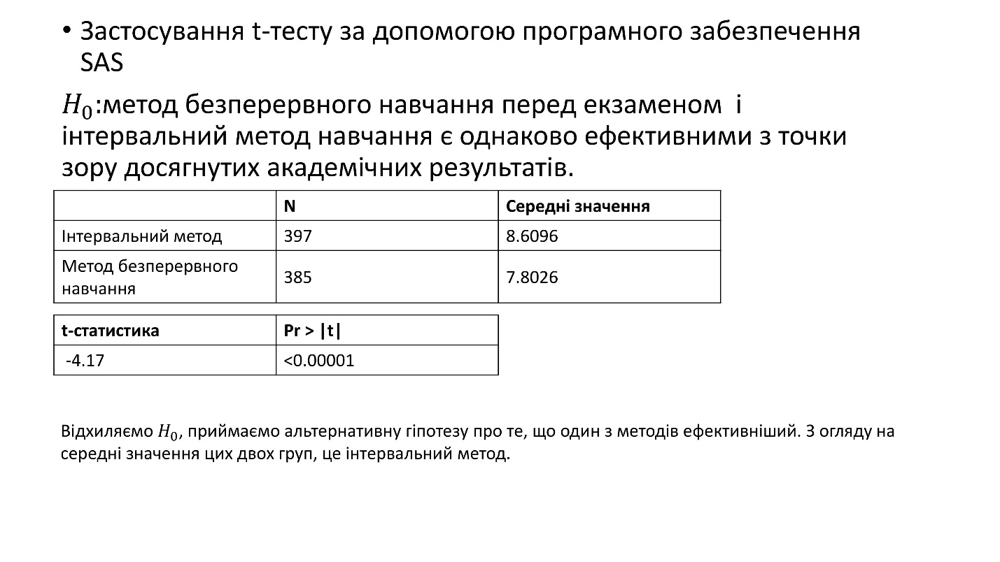 • Застосування t-тесту за допомогою програмного забезпечення
SAS
H₀:метод безперервного навчання перед екзаменом і
інтервальний метод навчання є однаково ефективними з точки
зору досягнутих академічних результатів.
N Середні значення
Інтервальний метод 397 8.6096
Метод безперервного
навчання 385 7.8026
t-статистика Pr > |t|
-4.17 <0.00001
Відхиляємо H₀, приймаємо альтернативну гіпотезу про те, що один з методів ефективніший. З огляду на
середні значення цих двох груп, це інтервальний метод.